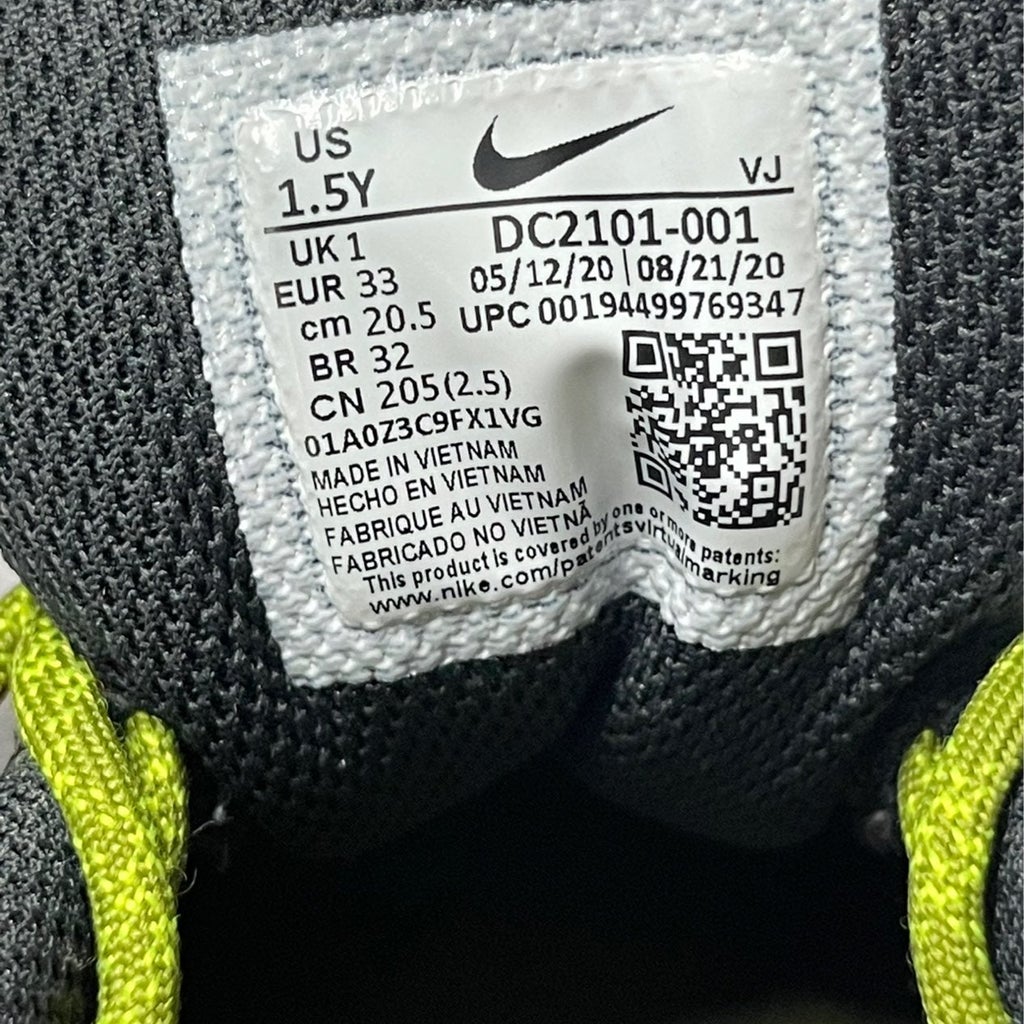 US
1.5Y
VJ
UK 1
EUR 33
cm 20.5
BR 32
CN 205(2.5)
DC2101-001
05/12/20 | 08/21/20
UPC 00194499769347
01A0Z3C9FX1VG
MADE IN VIETNAM
HECHO EN VIETNAM
FABRIQUE AU VIETNAM
FABRICADO NO VIETNÃ
This product is covered by one or more patents:
www.nike.com/patentsvirtualmarking